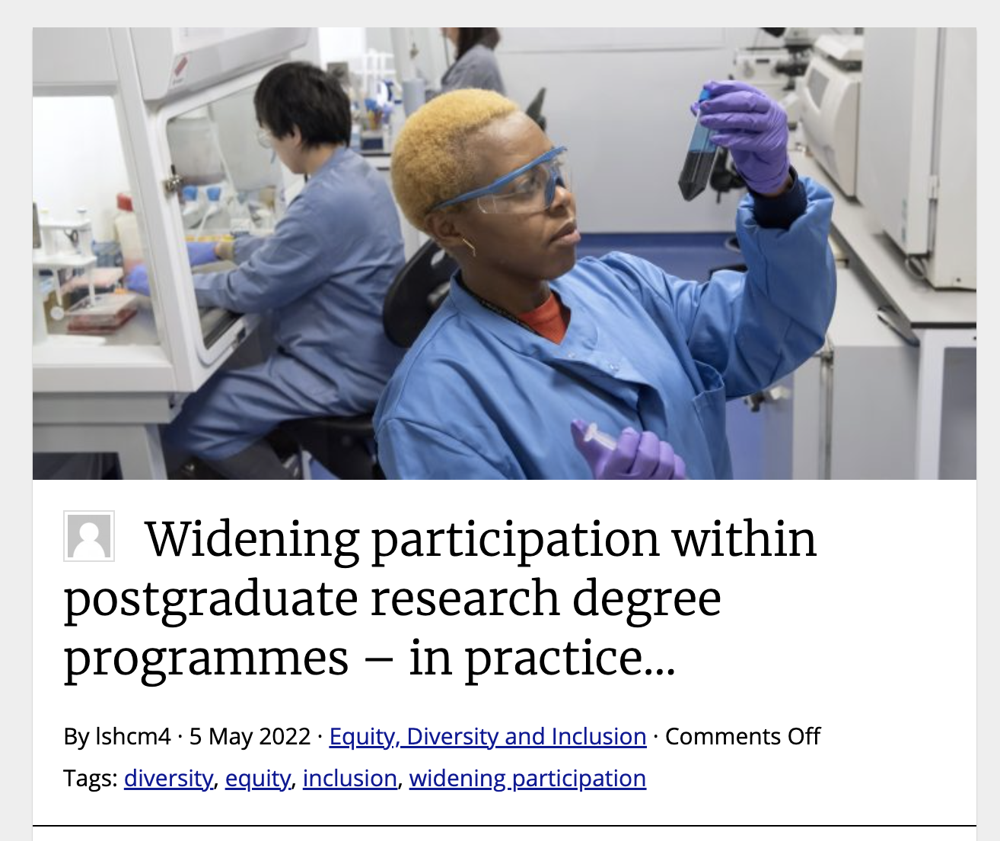 Widening participation within
postgraduate research degree
programmes – in practice…
By lshcm4 · 5 May 2022 · Equity, Diversity and Inclusion · Comments Off
Tags: diversity, equity, inclusion, widening participation